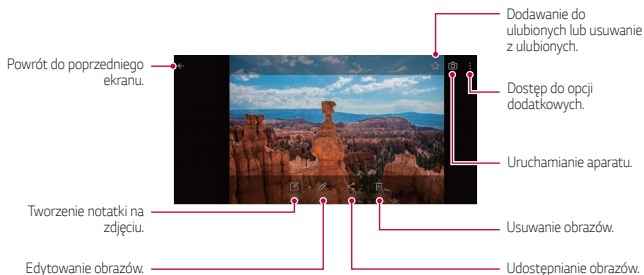 Dodawanie do
ulubionych lub usuwanie
z ulubionych.
Powrót do poprzedniego
ekranu.
Dostęp do opcji
dodatkowych.
Uruchamianie aparatu.
Tworzenie notatki na
zdjęciu.
Usuwanie obrazów.
Edytowanie obrazów.
Udostępnianie obrazów.